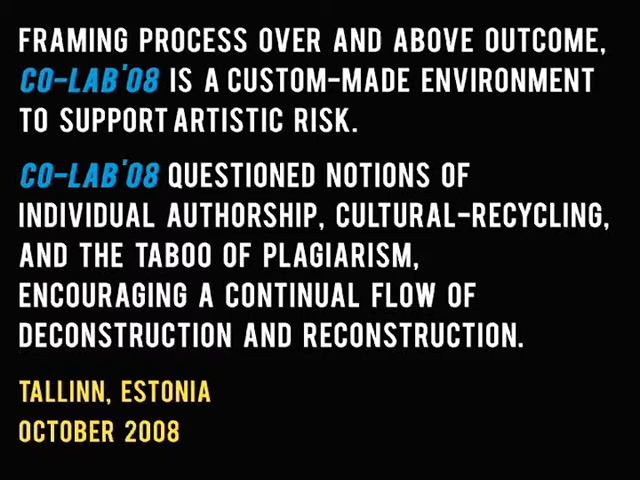 FRAMING PROCESS OVER AND ABOVE OUTCOME,
CO-LAB'08 IS A CUSTOM-MADE ENVIRONMENT
TO SUPPORT ARTISTIC RISK.
CO-LAB'08 QUESTIONED NOTIONS OF
INDIVIDUAL AUTHORSHIP, CULTURAL-RECYCLING,
AND THE TABOO OF PLAGIARISM,
ENCOURAGING A CONTINUAL FLOW OF
DECONSTRUCTION AND RECONSTRUCTION.
TALLINN, ESTONIA
OCTOBER 2008